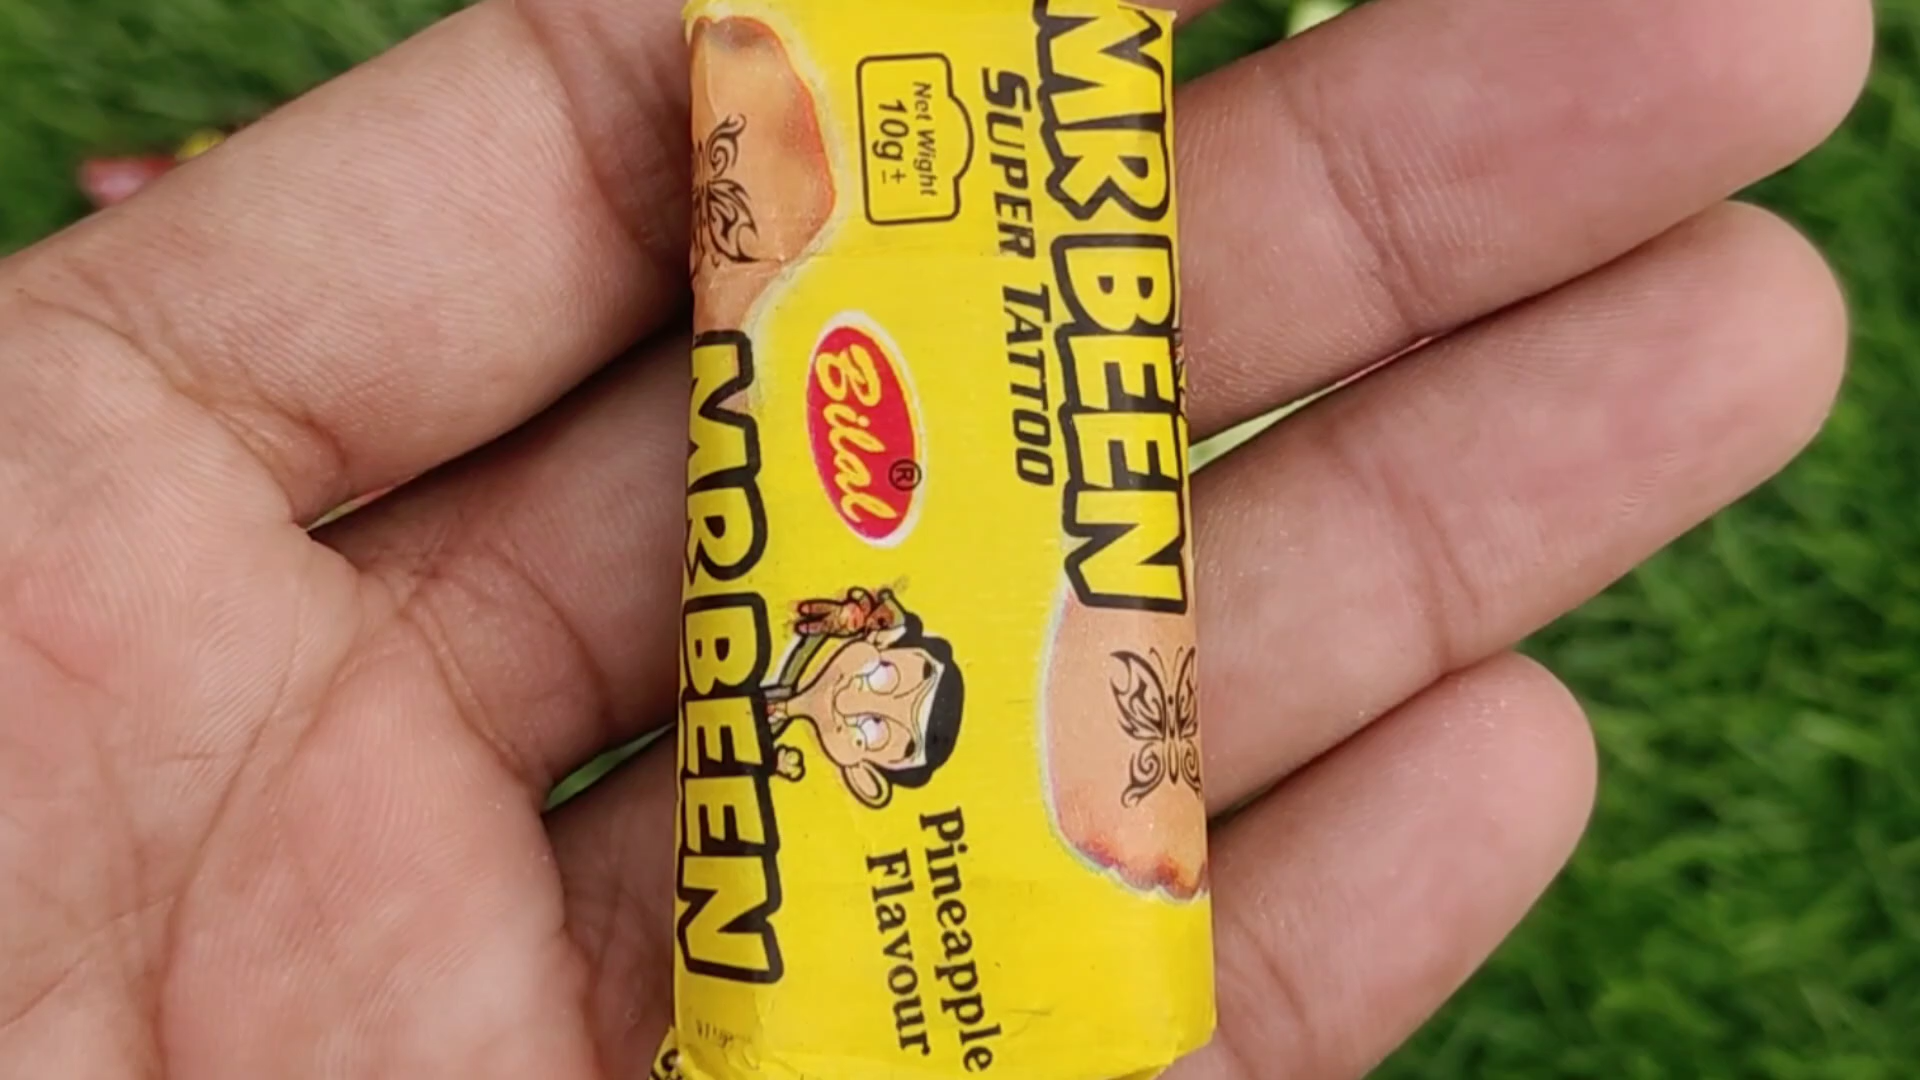 MR BEEN
SUPER TATTOO
Net Wight
10g±
Bilal®
MR BEEN
Pineapple
Flavour